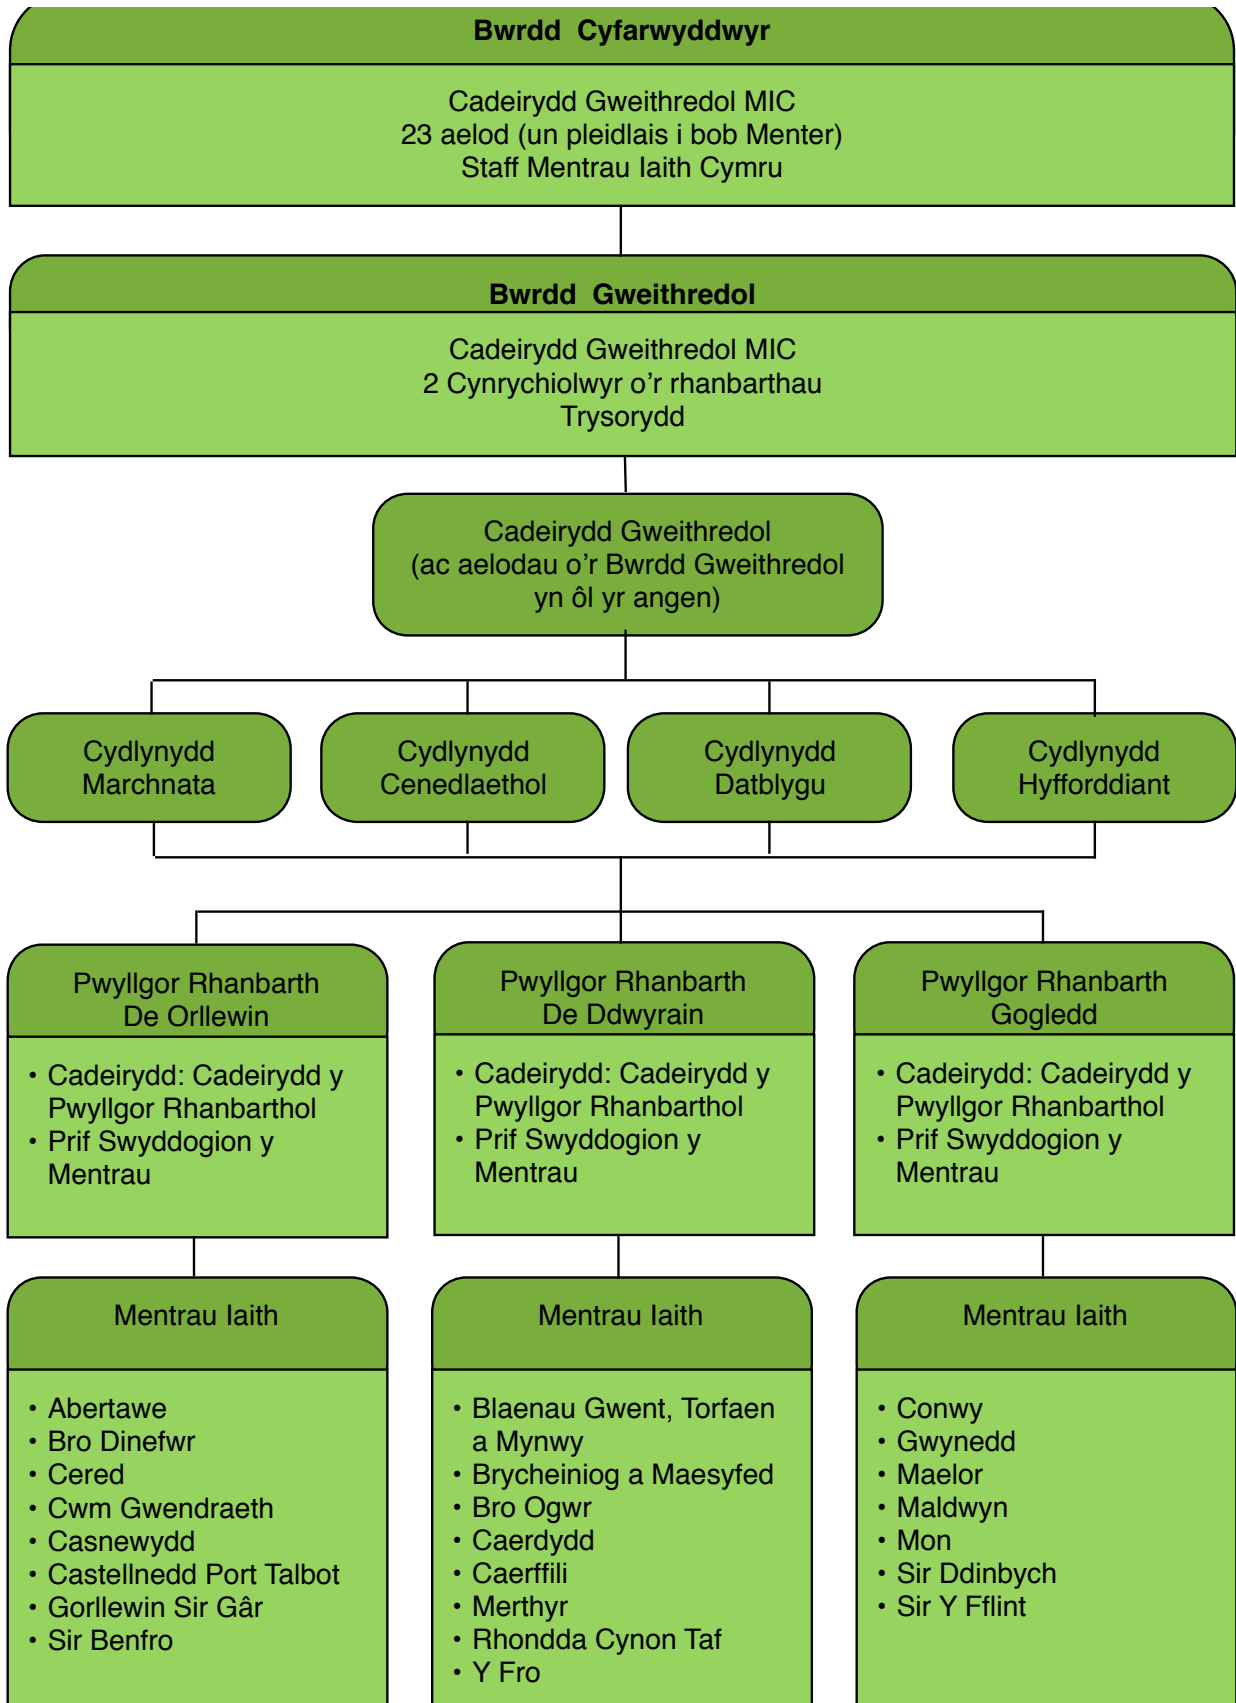 Bwrdd Cyfarwyddwyr
Cadeirydd Gweithredol MIC
23 aelod (un pleidlais i bob Menter)
Staff Mentrau Iaith Cymru
Bwrdd Gweithredol
Cadeirydd Gweithredol MIC
2 Cynrychiolwyr o’r rhanbarthau
Trysorydd
Cadeirydd Gweithredol
(ac aelodau o’r Bwrdd Gweithredol
yn ôl yr angen)
Cydlynydd
Marchnata
Cydlynydd
Cenedlaethol
Cydlynydd
Datblygu
Cydlynydd
Hyfforddiant
Pwyllgor Rhanbarth
De Orllewin
• Cadeirydd: Cadeirydd y
Pwyllgor Rhanbarthol
• Prif Swyddogion y
Mentrau
Pwyllgor Rhanbarth
De Ddwyrain
• Cadeirydd: Cadeirydd y
Pwyllgor Rhanbarthol
• Prif Swyddogion y
Mentrau
Pwyllgor Rhanbarth
Gogledd
• Cadeirydd: Cadeirydd y
Pwyllgor Rhanbarthol
• Prif Swyddogion y
Mentrau
Mentrau Iaith
• Abertawe
• Bro Dinefwr
• Cered
• Cwm Gwendraeth
• Casnewydd
• Castellnedd Port Talbot
• Gorllewin Sir Gâr
• Sir Benfro
Mentrau Iaith
• Blaenau Gwent, Torfaen
a Mynwy
• Brycheiniog a Maesyfed
• Bro Ogwr
• Caerdydd
• Caerffili
• Merthyr
• Rhondda Cynon Taf
• Y Fro
Mentrau Iaith
• Conwy
• Gwynedd
• Maelor
• Maldwyn
• Mon
• Sir Ddinbych
• Sir Y Fflint